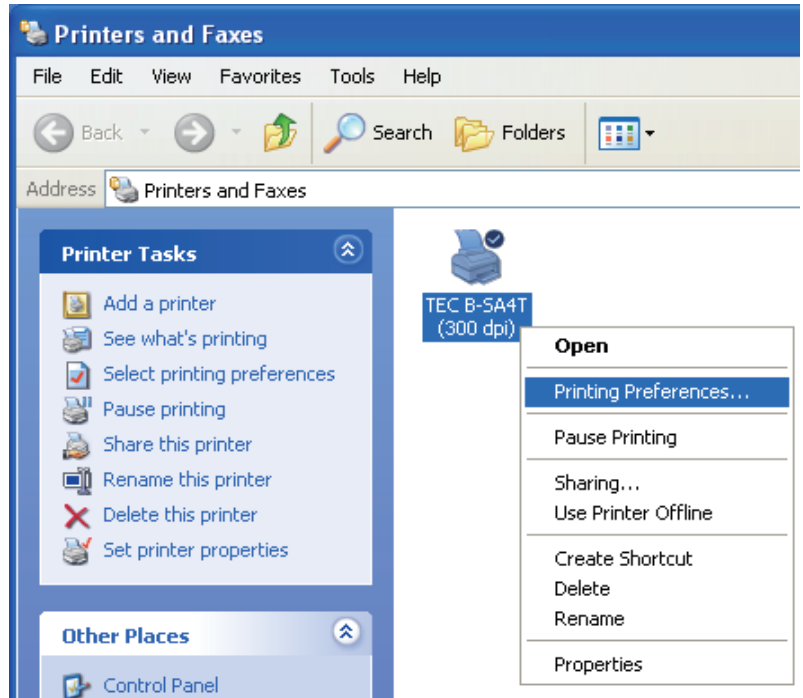 Printers and Faxes
File Edit View Favorites Tools Help
Back Search Folders
Address Printers and Faxes
Printer Tasks
Add a printer
See what's printing
Select printing preferences
Pause printing
Share this printer
Rename this printer
Delete this printer
Set printer properties
Other Places
Control Panel
TEC B-SA4T
(300 dpi)
Open
Printing Preferences...
Pause Printing
Sharing...
Use Printer Offline
Create Shortcut
Delete
Rename
Properties